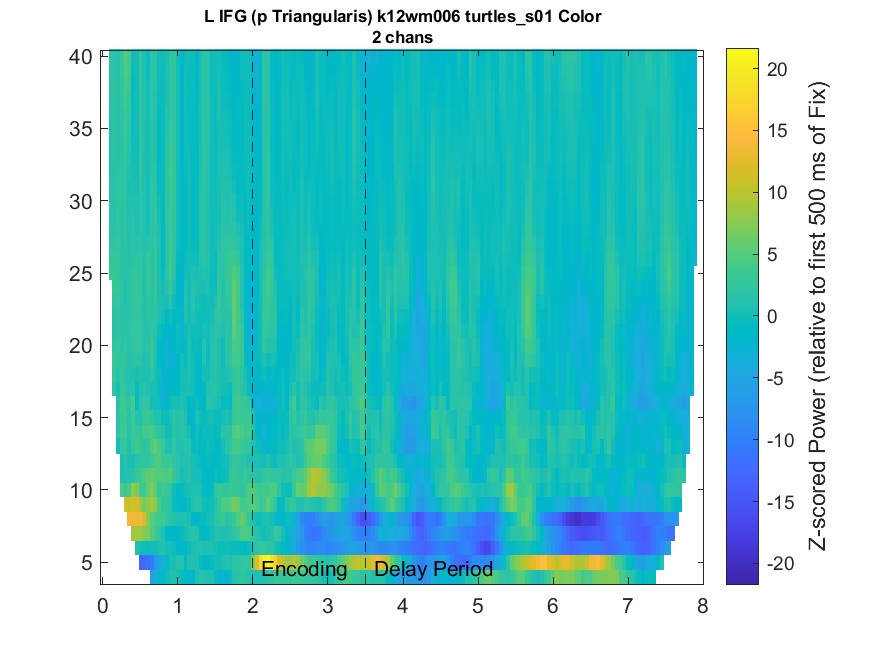 L IFG (p Triangularis) k12wm006 turtles_s01 Color
2 chans
40
35
30
25
20
15
10
5
Encoding
Delay Period
0 1 2 3 4 5 6 7 8
20
15
10
5
0
-5
-10
-15
-20
Z-scored Power (relative to first 500 ms of Fix)